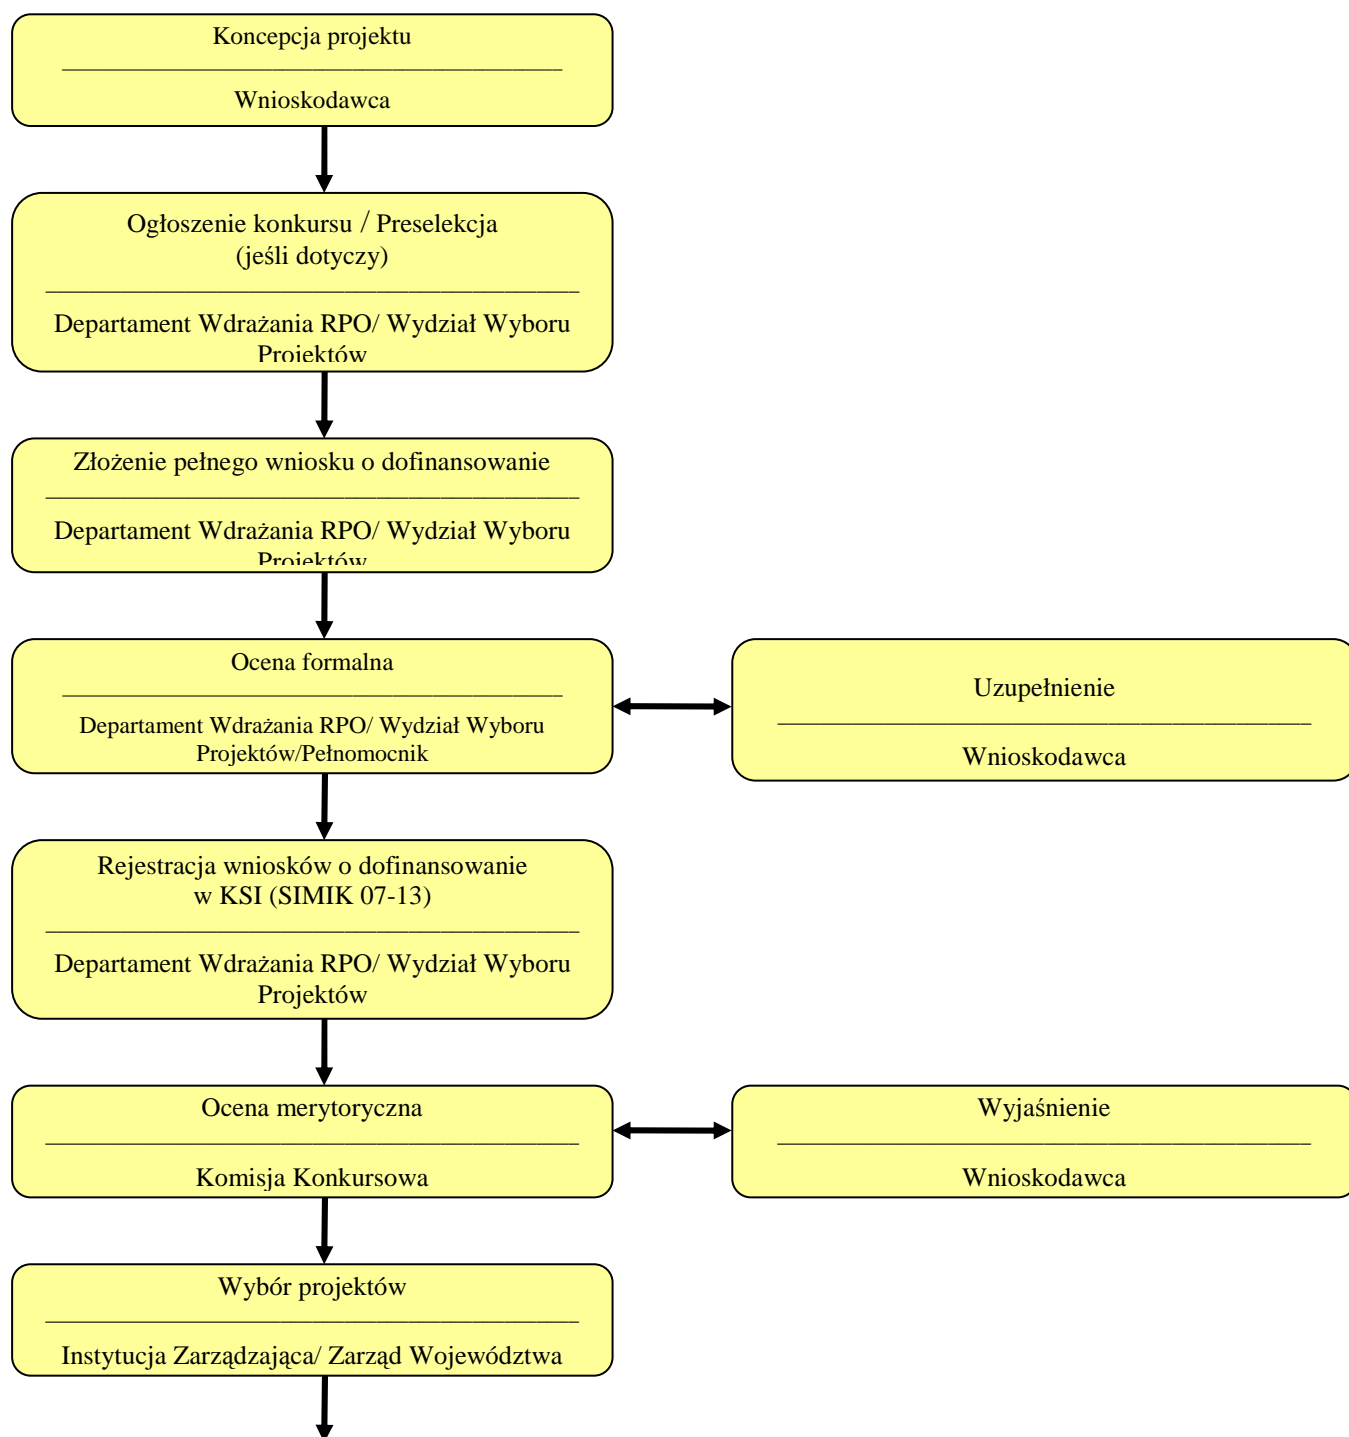 Koncepcja projektu
Wnioskodawca
Ogłoszenie konkursu / Preselekcja
(jeśli dotyczy)
Departament Wdrażania RPO/ Wydział Wyboru
Projektów
Złożenie pełnego wniosku o dofinansowanie
Departament Wdrażania RPO/ Wydział Wyboru
Projektów
Ocena formalna
Departament Wdrażania RPO/ Wydział Wyboru
Projektów/Pełnomocnik
Uzupełnienie
Wnioskodawca
Rejestracja wniosków o dofinansowanie
w KSI (SIMIK 07-13)
Departament Wdrażania RPO/ Wydział Wyboru
Projektów
Ocena merytoryczna
Komisja Konkursowa
Wyjaśnienie
Wnioskodawca
Wybór projektów
Instytucja Zarządzająca/ Zarząd Województwa